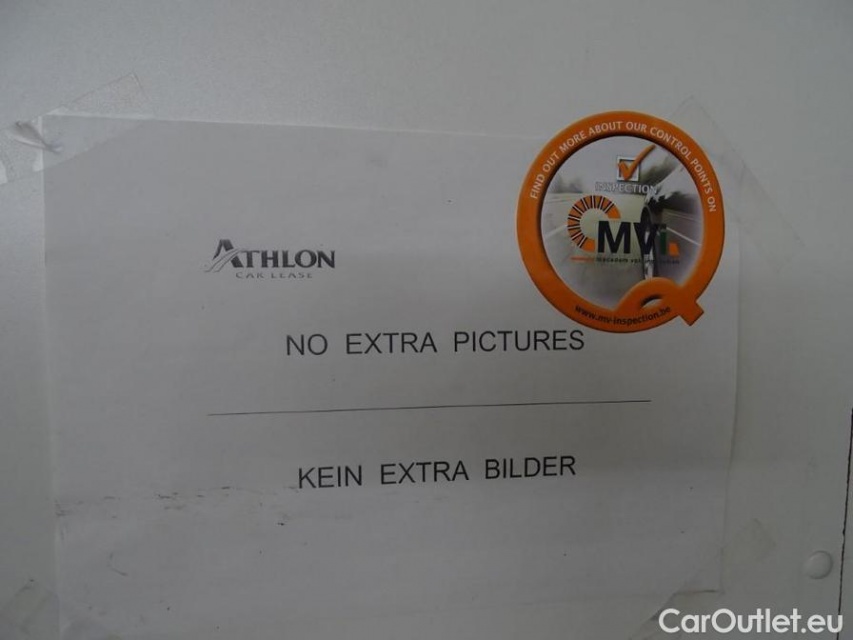 FIND OUT MORE ABOUT OUR CONTROL POINTS ON
INSPECTION
MVi
www.mv-inspection.be
ATHLON
CAR LEASE
NO EXTRA PICTURES
KEIN EXTRA BILDER
CarOutlet.eu